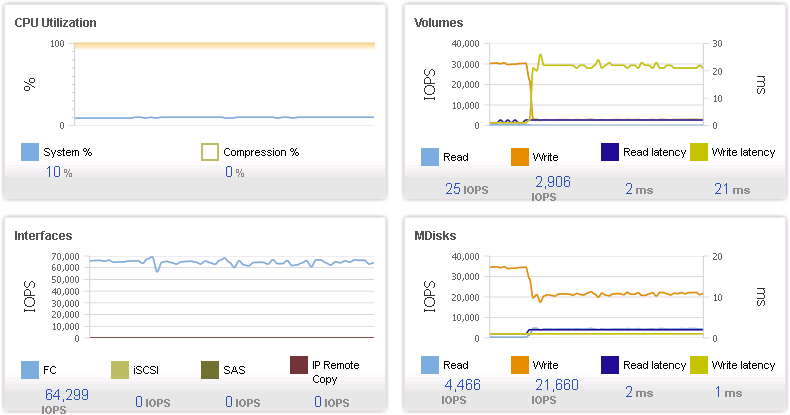 CPU Utilization
100
%
0
System %
Compression %
10 %
0 %
Volumes
40,000
30
30,000
20
IOPS
ms
20,000
10
10,000
0
0
Read
Write
Read latency
Write latency
25 IOPS
2,906
IOPS
2 ms
21 ms
Interfaces
70,000
60,000
50,000
40,000
IOPS
30,000
20,000
10,000
0
FC
iSCSI
SAS
IP Remote
Copy
64,299
IOPS
0 IOPS
0 IOPS
0 IOPS
MDisks
40,000
20
30,000
IOPS
ms
20,000
10
10,000
0
0
Read
Write
Read latency
Write latency
4,466
IOPS
21,660
IOPS
2 ms
1 ms